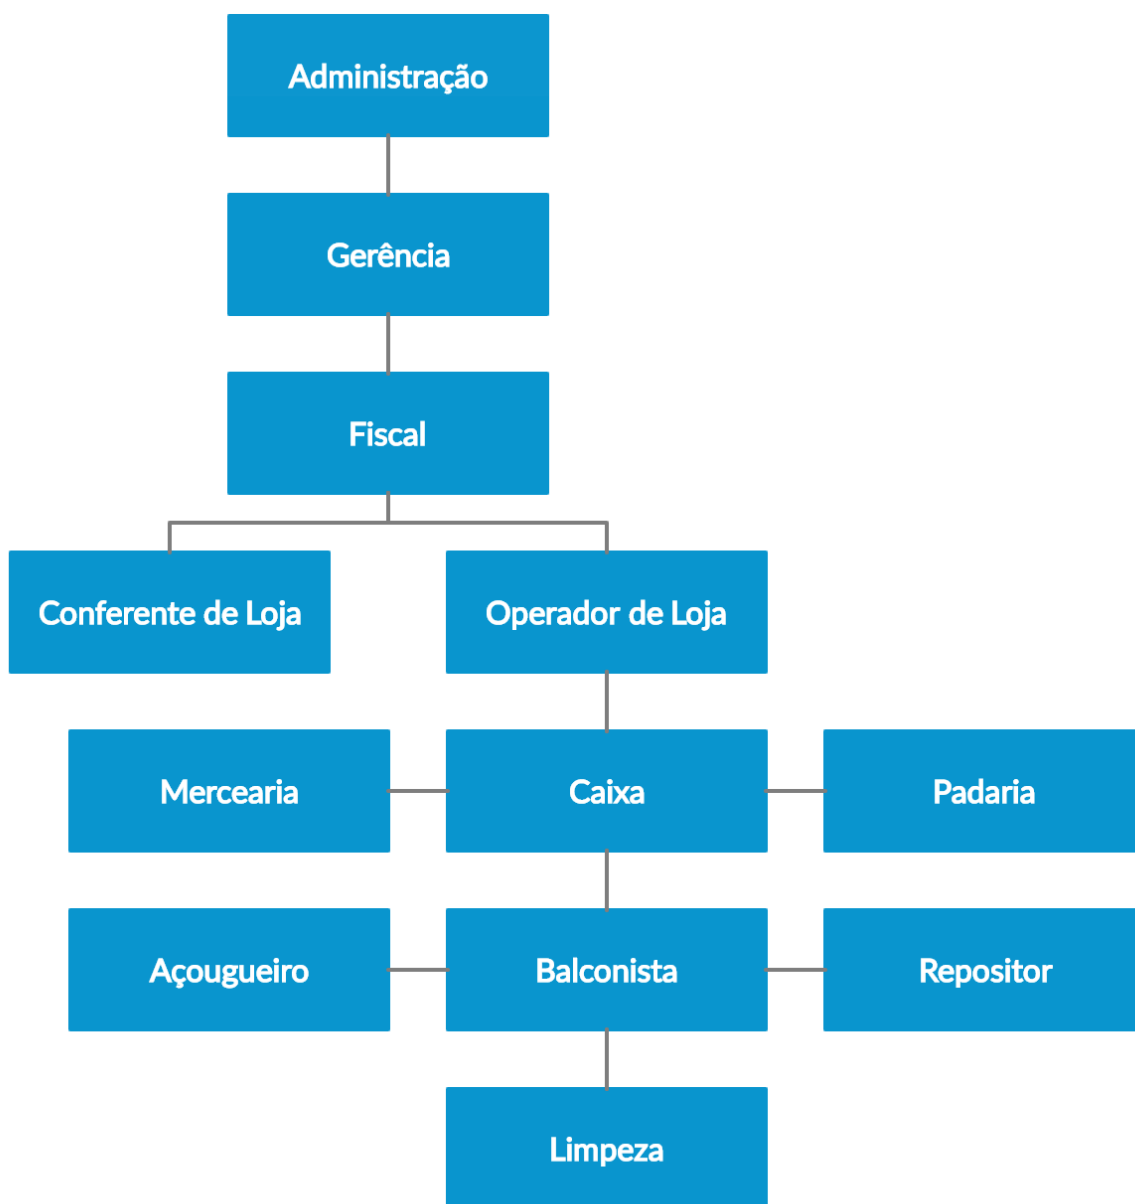 Administração
Gerência
Fiscal
Conferente de Loja
Operador de Loja
Mercearia
Caixa
Padaria
Açougueiro
Balconista
Repositor
Limpeza